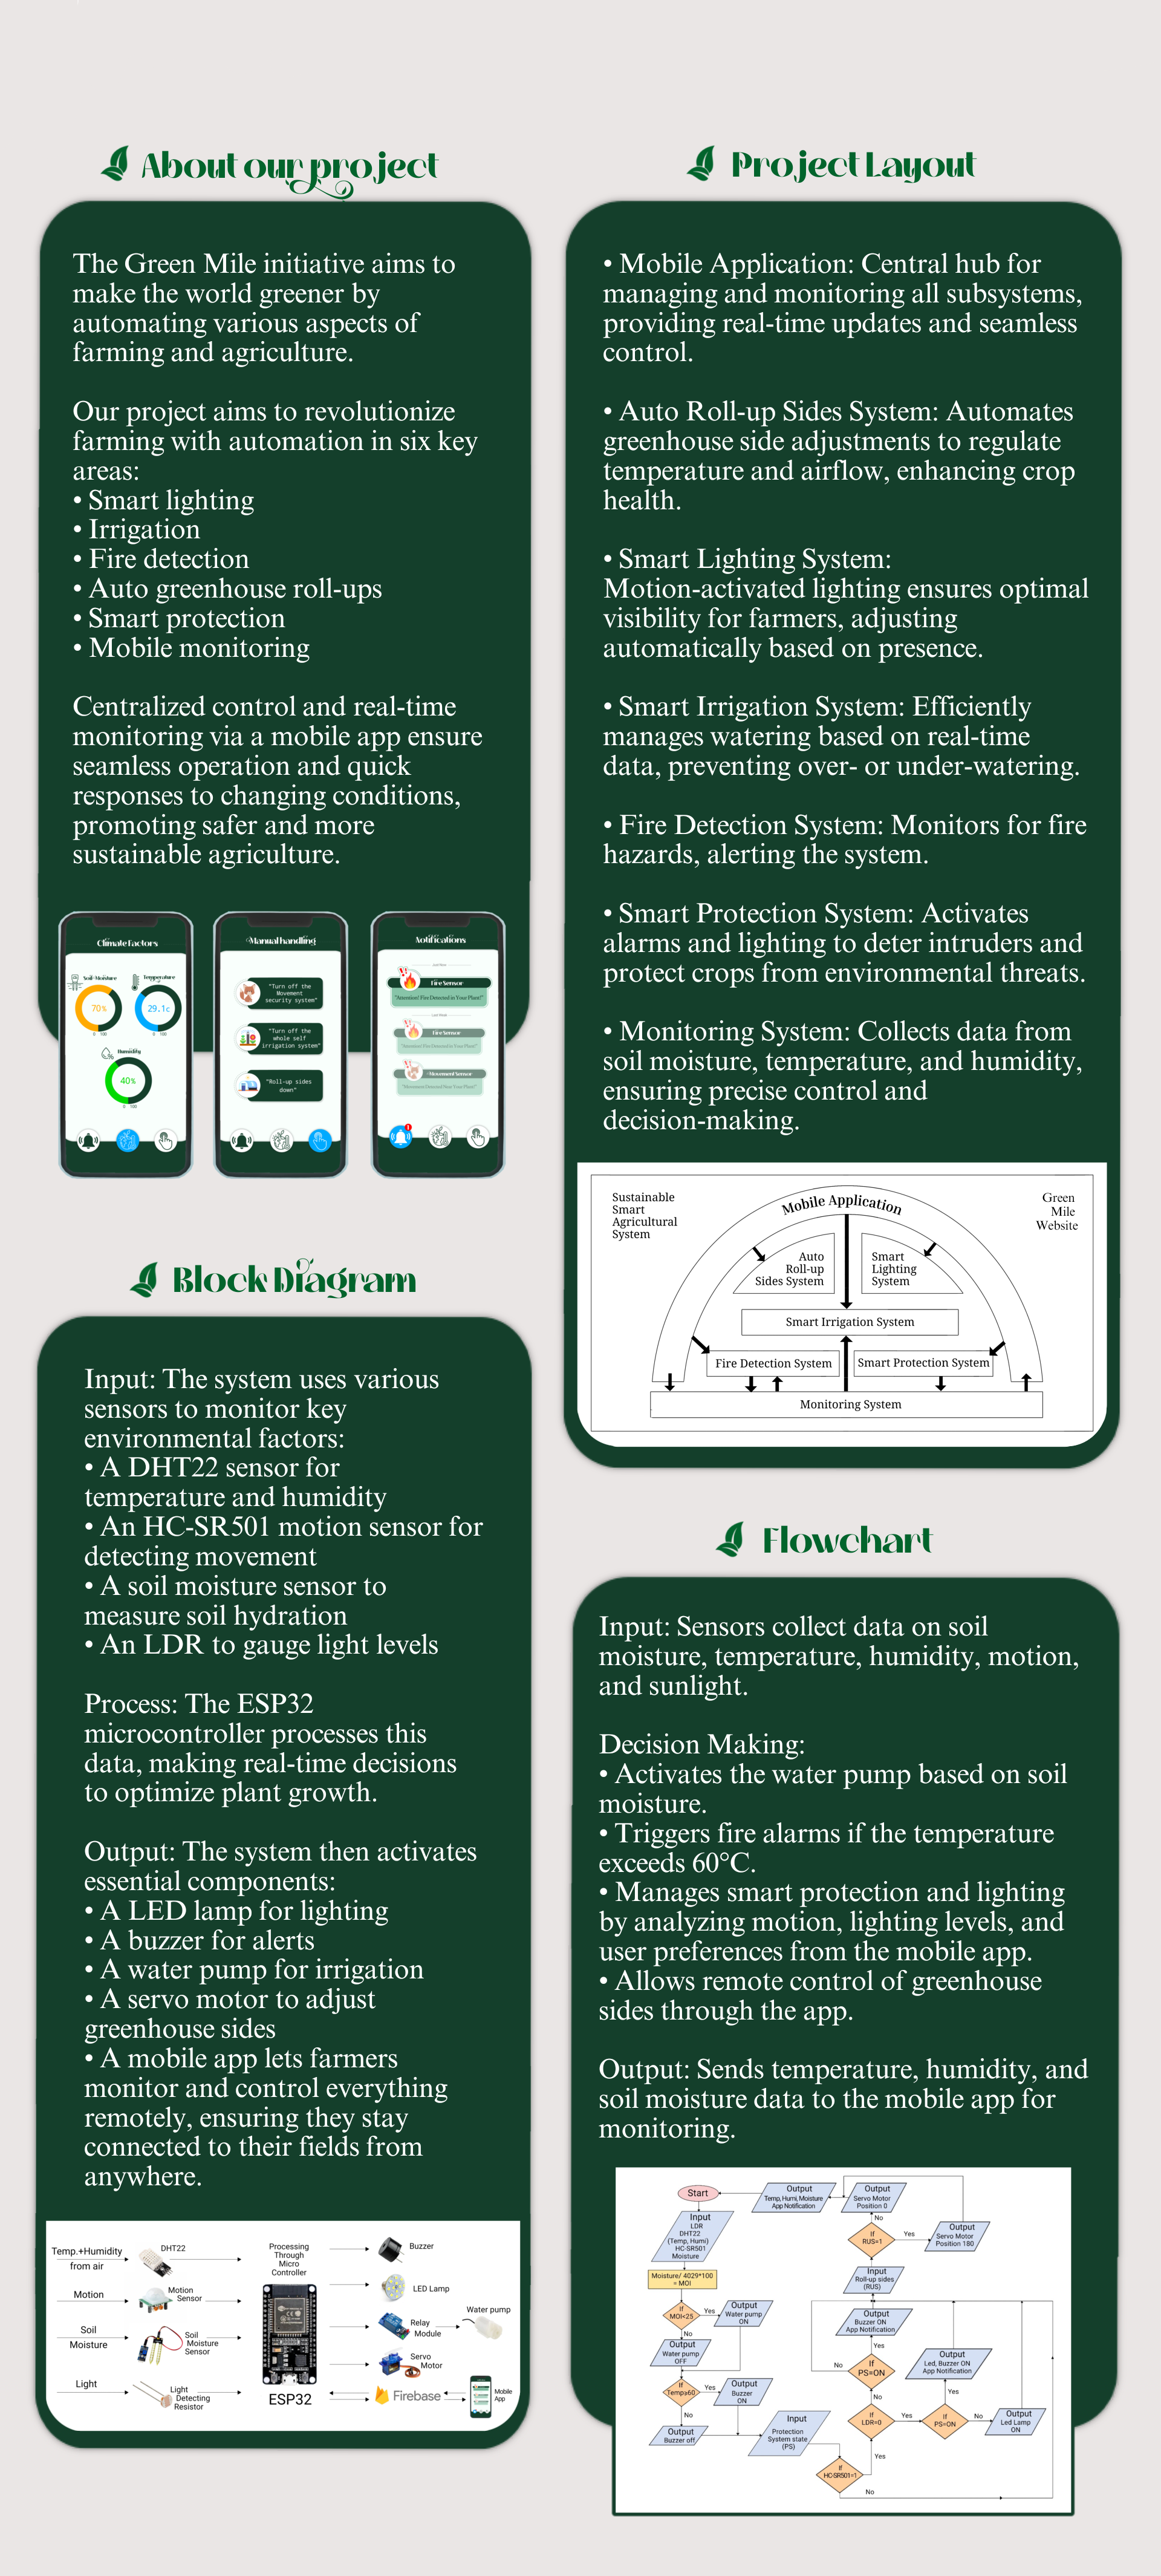 About our project
The Green Mile initiative aims to
make the world greener by
automating various aspects of
farming and agriculture.
Our project aims to revolutionize
farming with automation in six key
areas:
• Smart lighting
• Irrigation
• Fire detection
• Auto greenhouse roll-ups
• Smart protection
• Mobile monitoring
Centralized control and real-time
monitoring via a mobile app ensure
seamless operation and quick
responses to changing conditions,
promoting safer and more
sustainable agriculture.
Climate Factors
Soil Moisture
Temperature
70%
29.1c
0 100
0 100
Humidity
40%
0 100
Manual handling
"Turn off the
Movement
security system"
"Turn off the
whole self
irrigation system"
"Roll-up sides
down"
Notifications
Fire Sensor
"Attention! Fire Detected in Your Plant!"
Fire Sensor
"Attention! Fire Detected in Your Plant!"
Movement Sensor
"Movement Detected Near Your Plant!"
1
Project Layout
• Mobile Application: Central hub for
managing and monitoring all subsystems,
providing real-time updates and seamless
control.
• Auto Roll-up Sides System: Automates
greenhouse side adjustments to regulate
temperature and airflow, enhancing crop
health.
• Smart Lighting System:
Motion-activated lighting ensures optimal
visibility for farmers, adjusting
automatically based on presence.
• Smart Irrigation System: Efficiently
manages watering based on real-time
data, preventing over- or under-watering.
• Fire Detection System: Monitors for fire
hazards, alerting the system.
• Smart Protection System: Activates
alarms and lighting to deter intruders and
protect crops from environmental threats.
• Monitoring System: Collects data from
soil moisture, temperature, and humidity,
ensuring precise control and
decision-making.
Sustainable
Smart
Agricultural
System
Mobile Application
Green
Mile
Website
Auto
Roll-up
Sides System
Smart
Lighting
System
Smart Irrigation System
Fire Detection System
Smart Protection System
Monitoring System
Block Diagram
Input: The system uses various
sensors to monitor key
environmental factors:
• A DHT22 sensor for
temperature and humidity
• An HC-SR501 motion sensor for
detecting movement
• A soil moisture sensor to
measure soil hydration
• An LDR to gauge light levels
Process: The ESP32
microcontroller processes this
data, making real-time decisions
to optimize plant growth.
Output: The system then activates
essential components:
• A LED lamp for lighting
• A buzzer for alerts
• A water pump for irrigation
• A servo motor to adjust
greenhouse sides
• A mobile app lets farmers
monitor and control everything
remotely, ensuring they stay
connected to their fields from
anywhere.
Temp.+Humidity
from air
DHT22
Motion
Motion
Sensor
Soil
Moisture
Soil
Moisture
Sensor
Light
Light
Detecting
Resistor
Processing
Through
Micro
Controller
ESP32
Buzzer
LED Lamp
Relay
Module
Water pump
Servo
Motor
Firebase
Mobile
App
Flowchart
Input: Sensors collect data on soil
moisture, temperature, humidity, motion,
and sunlight.
Decision Making:
• Activates the water pump based on soil
moisture.
• Triggers fire alarms if the temperature
exceeds 60°C.
• Manages smart protection and lighting
by analyzing motion, lighting levels, and
user preferences from the mobile app.
• Allows remote control of greenhouse
sides through the app.
Output: Sends temperature, humidity, and
soil moisture data to the mobile app for
monitoring.
Start
Output
Temp, Humi, Moisture
App Notification
Output
Servo Motor
Position 0
Input
LDR
DHT22
(Temp, Humi)
HC-SR501
Moisture
No
If
RUS=1
Yes
Output
Servo Motor
Position 180
Moisture/ 4029*100
= MOI
Input
Roll-up sides
(RUS)
If
MOI<25
Yes
Output
Water pump
ON
No
Output
Water pump
OFF
Output
Buzzer ON
App Notification
Yes
If
Temp≥60
Yes
Output
Buzzer
ON
No
Output
Buzzer off
No
If
PS=ON
No
Output
Led, Buzzer ON
App Notification
Yes
Input
Protection
System state
(PS)
If
LDR=0
Yes
If
PS=ON
No
Output
Led Lamp
ON
Yes
If
HC-SR501=1
No